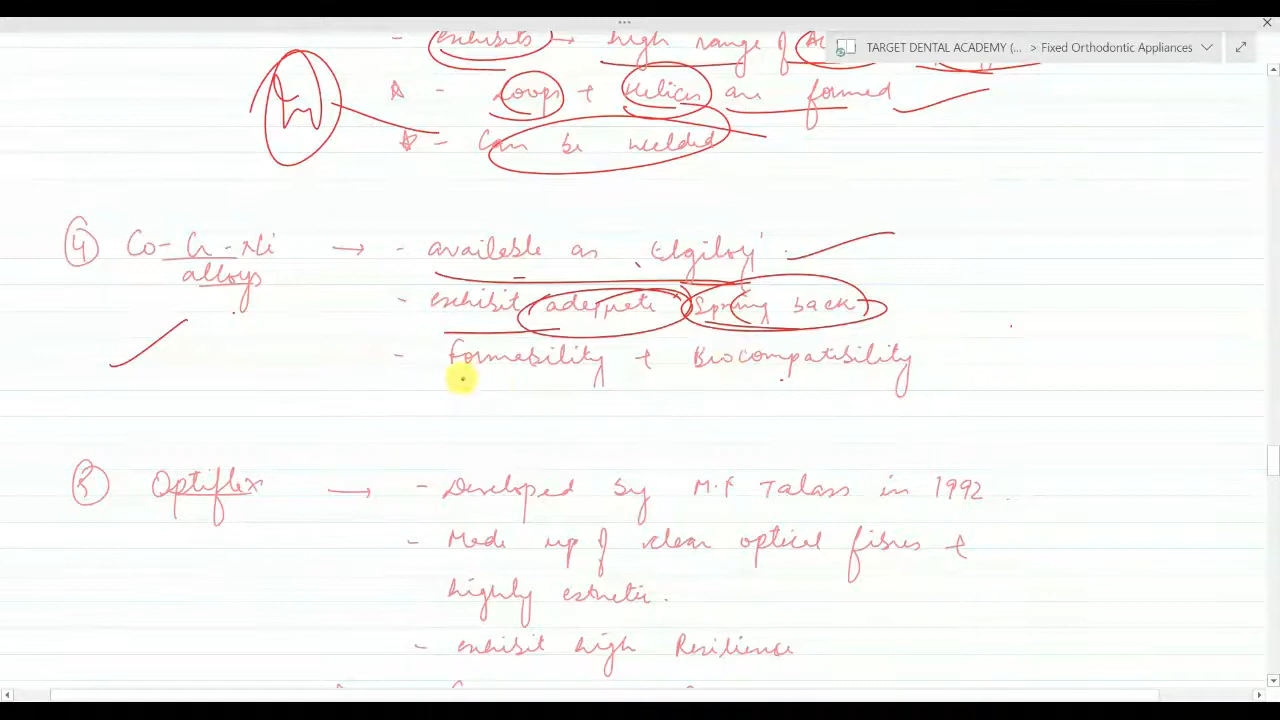 TARGET DENTAL ACADEMY (... > Fixed Orthodontic Appliances
- exhibits → high range of
- Loops + Helices are formed
- Can be welded
④ Co-Cr-Ni alloys → - available as 'Elgiloy'
- exhibit adequate Spring back
- Formability + Biocompatibility
⑤ Optiflex → - Developed by M.F Talass in 1992
- Made up of clear optical fibres +
highly esthetic.
- exhibit high Resilience